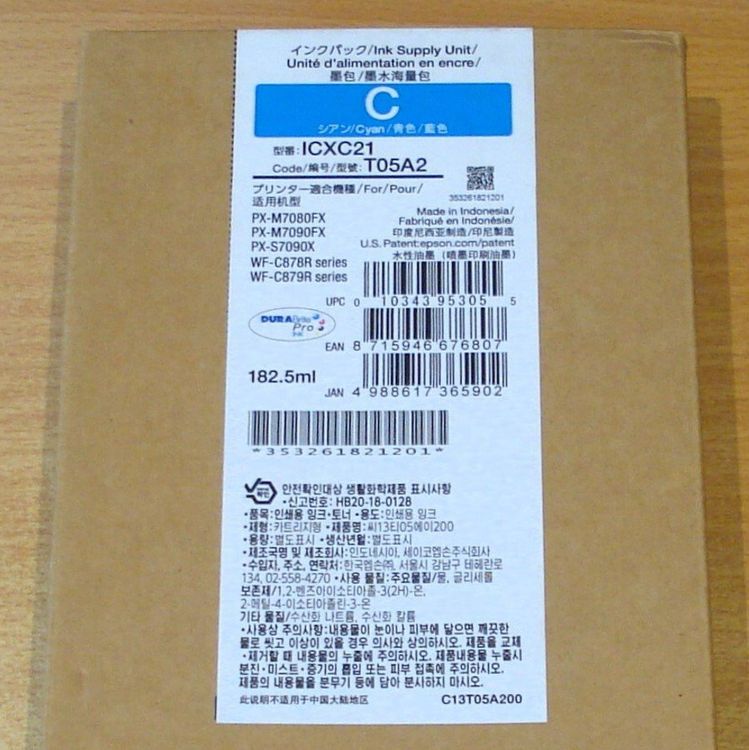 インクパック/Ink Supply Unit/
Unité d'alimentation en encre/
墨包/墨水海量包
C
シアン/Cyan/青色/藍色
型番: ICXC21
Code/编号/型號: T05A2
353261821201
プリンター適合機種/For/Pour/
适用机型
PX-M7080FX
PX-M7090FX
PX-S7090X
WF-C878R series
WF-C879R series
Made in Indonesia/
Fabriqué en Indonésie/
印度尼西亚制造/印尼製造
U.S. Patent:epson.com/patent
水性油墨 (喷墨印刷油墨)
UPC 0 10343 95305 5
DURABrite
Pro
INK
EAN 8 715946 676807
182.5ml
JAN 4 988617 365902
*353261821201*
안전확인대상 생활화학제품 표시사항
•신고번호: HB20-18-0128
•품목:인쇄용 잉크•토너 •용도:인쇄용 잉크
•제형:카트리지형 •제품명:씨13티05에이200
•용량:별도표시 •생산년월:별도표시
•제조국명 및 제조회사:인도네시아, 세이코엡손주식회사
•수입자, 주소, 연락처:한국엡손㈜, 서울시 강남구 테헤란로
134, 02-558-4270 •사용 물질:주요물질/물, 글리세롤
보존제/1,2-벤즈아이소티아졸-3(2H)-온,
2-메틸-4-이소티아졸린-3-온
기타 물질/수산화 나트륨, 수산화 칼륨
•사용상 주의사항:내용물이 눈이나 피부에 닿으면 깨끗한
물로 씻고 이상이 있을 경우 의사와 상의하십시오. 제품을 교체
•제거할 때 내용물의 누출에 주의하십시오. 제품내용물 누출시
분진•미스트•증기의 흡입 또는 피부 접촉에 주의하십시오.
제품의 내용물을 분무기 등에 담아 분사하지 마십시오.
此说明不适用于中国大陆地区 C13T05A200